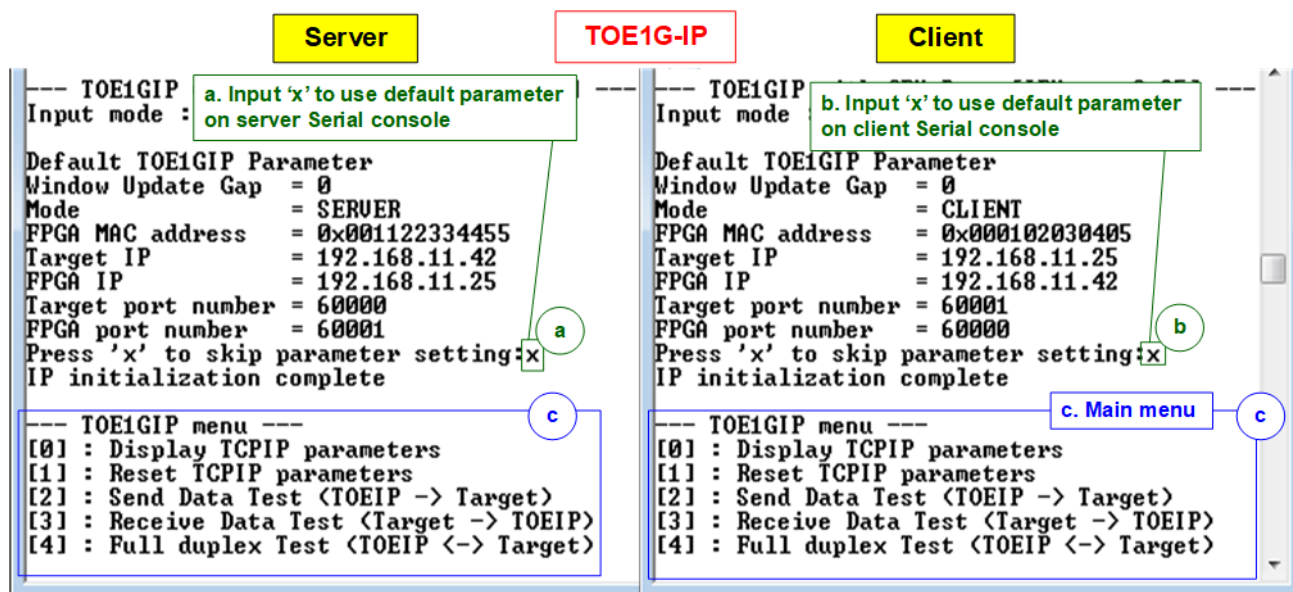 Server
TOE1G-IP
Client
--- TOE1GIP
a. Input ‘x’ to use default parameter
on server Serial console
Input mode :
Default TOE1GIP Parameter
Window Update Gap = 0
Mode = SERVER
FPGA MAC address = 0x001122334455
Target IP = 192.168.11.42
FPGA IP = 192.168.11.25
Target port number = 60000
FPGA port number = 60001
Press 'x' to skip parameter setting:x
a
IP initialization complete
c
--- TOE1GIP menu ---
[0] : Display TCPIP parameters
[1] : Reset TCPIP parameters
[2] : Send Data Test (TOEIP -> Target)
[3] : Receive Data Test (Target -> TOEIP)
[4] : Full duplex Test (TOEIP <-> Target)
--- TOE1GIP
b. Input ‘x’ to use default parameter
on client Serial console
Input mode
Default TOE1GIP Parameter
Window Update Gap = 0
Mode = CLIENT
FPGA MAC address = 0x000102030405
Target IP = 192.168.11.25
FPGA IP = 192.168.11.42
Target port number = 60001
FPGA port number = 60000
Press 'x' to skip parameter setting:x
b
IP initialization complete
c. Main menu
c
--- TOE1GIP menu ---
[0] : Display TCPIP parameters
[1] : Reset TCPIP parameters
[2] : Send Data Test (TOEIP -> Target)
[3] : Receive Data Test (Target -> TOEIP)
[4] : Full duplex Test (TOEIP <-> Target)